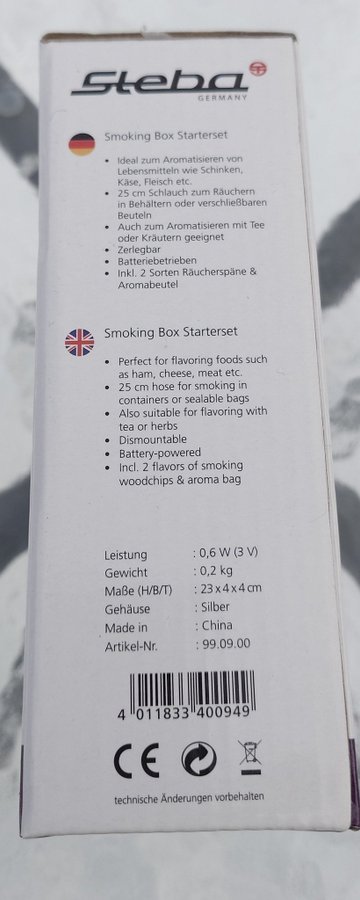 Steba
GERMANY
Smoking Box Starterset
• Ideal zum Aromatisieren von
Lebensmitteln wie Schinken,
Käse, Fleisch etc.
• 25 cm Schlauch zum Räuchern
in Behältern oder verschließbaren
Beuteln
• Auch zum Aromatisieren mit Tee
oder Kräutern geeignet
• Zerlegbar
• Batteriebetrieben
• Inkl. 2 Sorten Räucherspäne &
Aromabeutel
Smoking Box Starterset
• Perfect for flavoring foods such
as ham, cheese, meat etc.
• 25 cm hose for smoking in
containers or sealable bags
• Also suitable for flavoring with
tea or herbs
• Dismountable
• Battery-powered
• Incl. 2 flavors of smoking
woodchips & aroma bag
Leistung : 0,6 W (3 V)
Gewicht : 0,2 kg
Maße (H/B/T) : 23 x 4 x 4 cm
Gehäuse : Silber
Made in : China
Artikel-Nr. : 99.09.00
4 011833 400949
CE
technische Änderungen vorbehalten